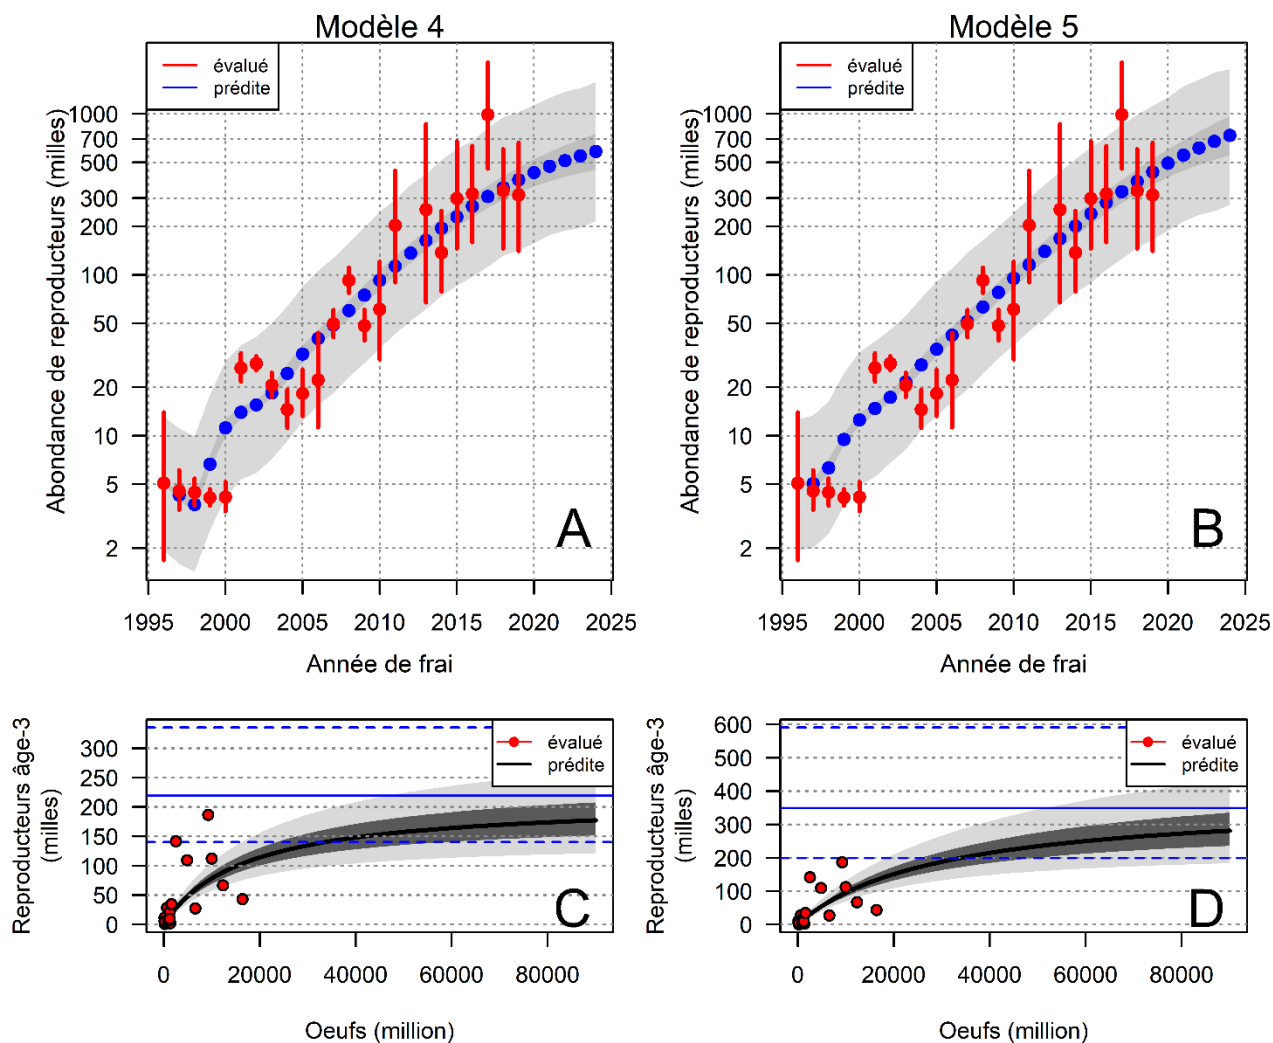 Modèle 4
Modèle 5
évalué
prédite
évalué
prédite
Abondance de reproducteurs (milles)
1000
700
500
300
200
100
50
20
10
5
2
A
1995 2000 2005 2010 2015 2020 2025
Année de frai
Abondance de reproducteurs (milles)
1000
700
500
300
200
100
50
20
10
5
2
B
1995 2000 2005 2010 2015 2020 2025
Année de frai
Reproducteurs âge-3
(milles)
300
250
200
150
100
50
0
évalué
prédite
C
0 20000 40000 60000 80000
Oeufs (million)
Reproducteurs âge-3
(milles)
600
500
400
300
200
100
0
évalué
prédite
D
0 20000 40000 60000 80000
Oeufs (million)